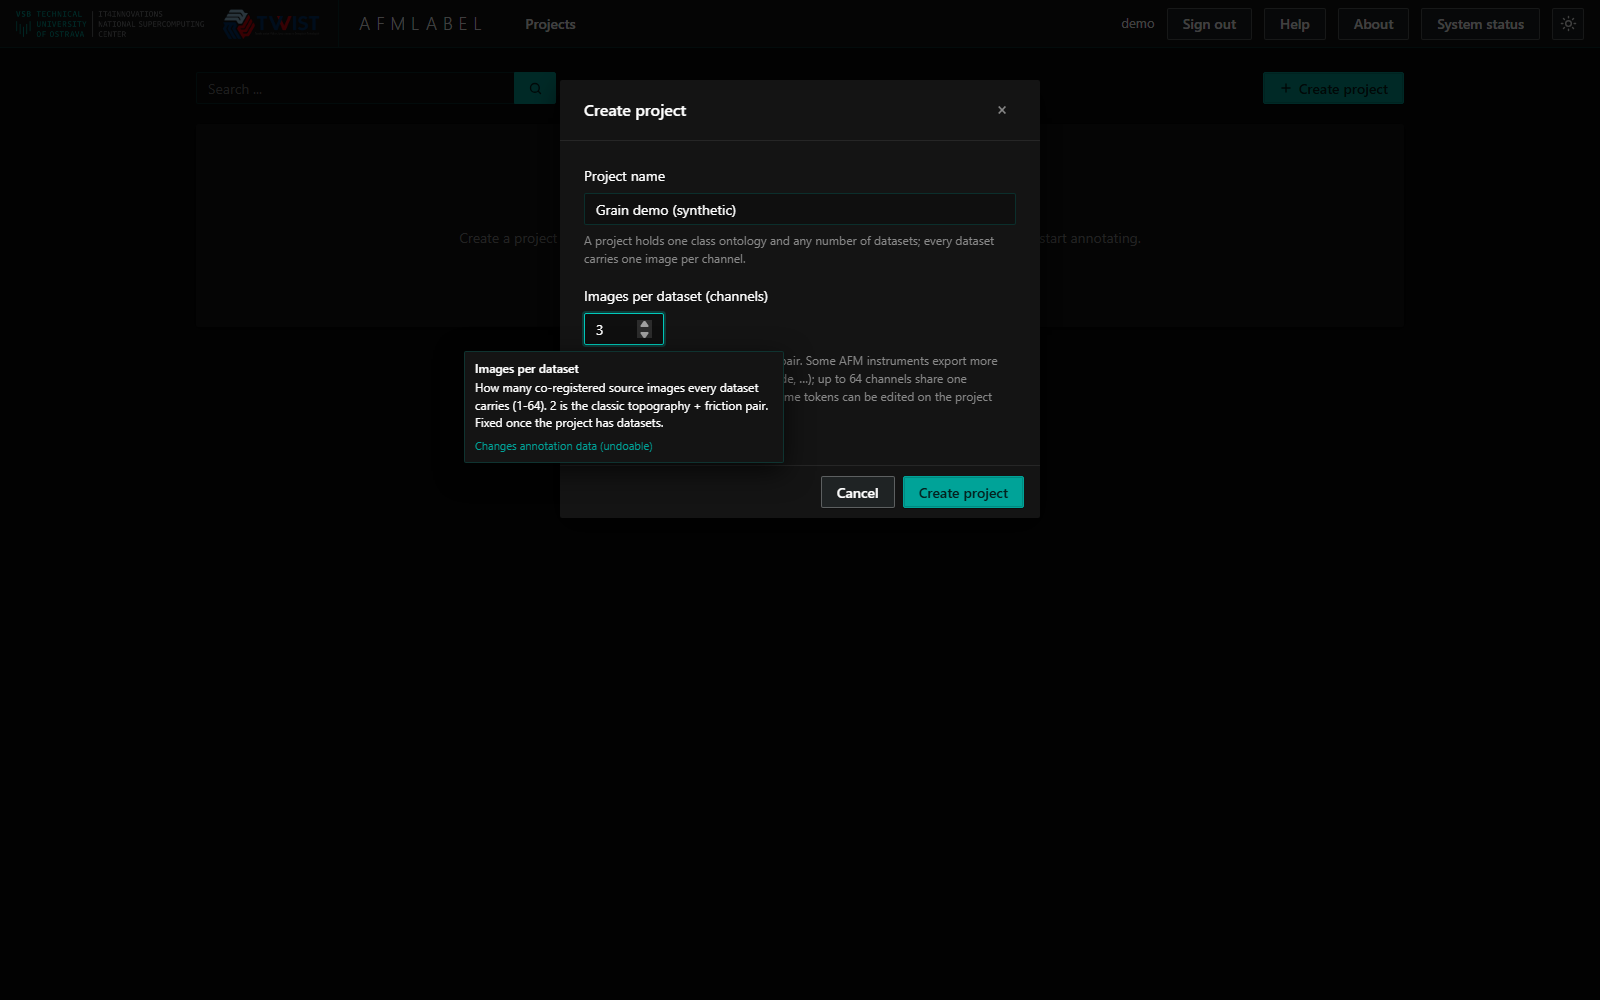 VSB TECHNICAL
UNIVERSITY
OF OSTRAVA
IT4INNOVATIONS
NATIONAL SUPERCOMPUTING
CENTER
TWIST
AFMLABEL
Projects
demo
Sign out
Help
About
System status
Search ...
+ Create project
Create a project
start annotating.
Create project
×
Project name
Grain demo (synthetic)
A project holds one class ontology and any number of datasets; every dataset
carries one image per channel.
Images per dataset (channels)
3
pair. Some AFM instruments export more
de, ...); up to 64 channels share one
me tokens can be edited on the project
Images per dataset
How many co-registered source images every dataset
carries (1-64). 2 is the classic topography + friction pair.
Fixed once the project has datasets.
Changes annotation data (undoable)
Cancel
Create project